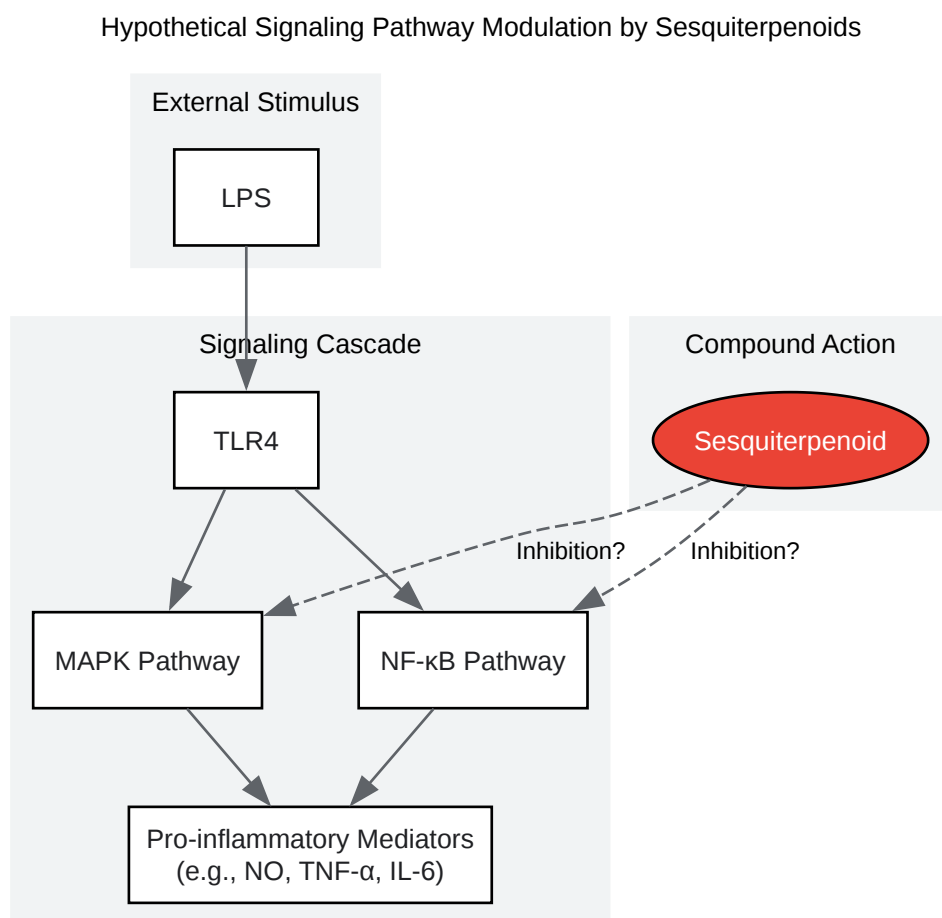 Hypothetical Signaling Pathway Modulation by Sesquiterpenoids
External Stimulus
LPS
Signaling Cascade
Compound Action
TLR4
Sesquiterpenoid
Inhibition?
Inhibition?
MAPK Pathway
NF-κB Pathway
Pro-inflammatory Mediators
(e.g., NO, TNF-α, IL-6)